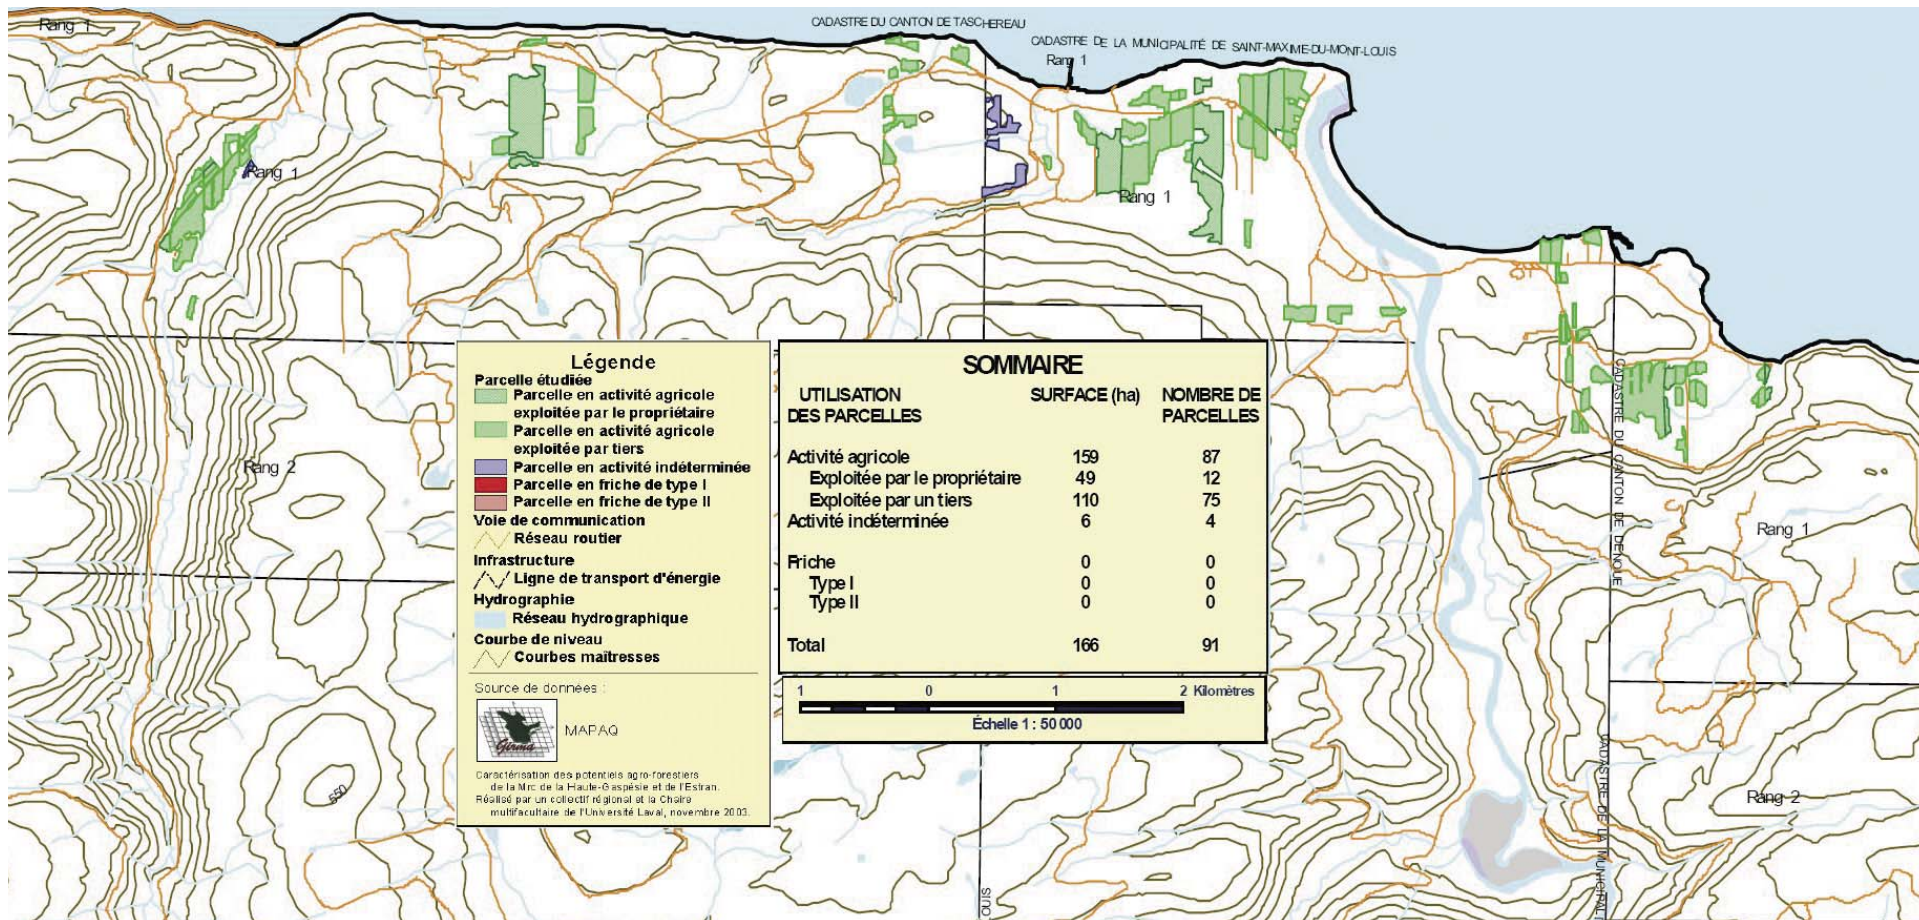 Rang 1
CADASTRE DU CANTON DE TASCHEREAU
CADASTRE DE LA MUNICIPALITÉ DE SAINT-MAXIME-DU-MONT-LOUIS
Rang 1
Rang 1
Rang 1
Légende
Parcelle étudiée
Parcelle en activité agricole
exploitée par le propriétaire
Parcelle en activité agricole
exploitée par tiers
Parcelle en activité indéterminée
Parcelle en friche de type I
Parcelle en friche de type II
Voie de communication
Réseau routier
Infrastructure
Ligne de transport d'énergie
Hydrographie
Réseau hydrographique
Courbe de niveau
Courbes maîtresses
Source de données :
Girma
MAPAQ
Caractérisation des potentiels agro-forestiers
de la Mrc de la Haute-Gaspésie et de l'Estran.
Réalisé par un collectif régional et la Chaire
multifacultaire de l'Université Laval, novembre 2003.
SOMMAIRE
UTILISATION SURFACE (ha) NOMBRE DE
DES PARCELLES PARCELLES
Activité agricole 159 87
Exploitée par le propriétaire 49 12
Exploitée par un tiers 110 75
Activité indéterminée 6 4
Friche 0 0
Type I 0 0
Type II 0 0
Total 166 91
1 0 1 2 Kilomètres
Échelle 1 : 50 000
Rang 2
550
CADASTRE DU CANTON DE DENOUE
Rang 1
Rang 2
CADASTRE DE LA MUNICIPALIT
OUIS